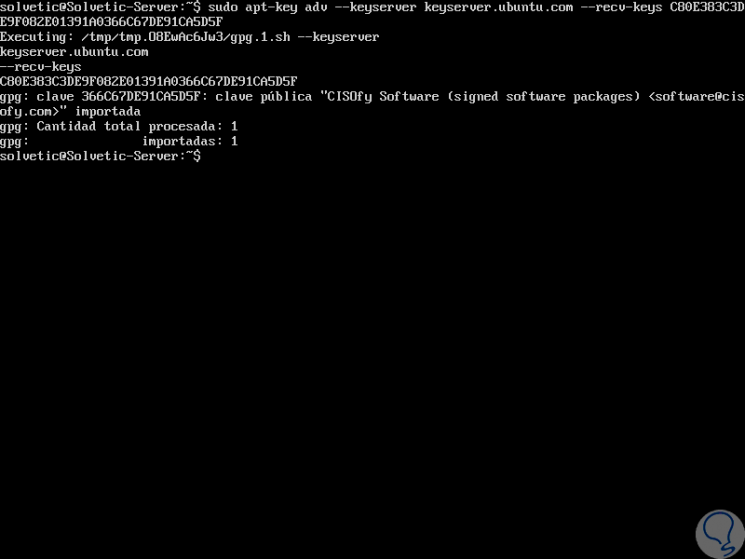 solvetic@Solvetic-Server:~$ sudo apt-key adv --keyserver keyserver.ubuntu.com --recv-keys C80E383C3D
E9F082E01391A0366C67DE91CA5D5F
Executing: /tmp/tmp.O8EwAc6Jw3/gpg.1.sh --keyserver
keyserver.ubuntu.com
--recv-keys
C80E383C3DE9F082E01391A0366C67DE91CA5D5F
gpg: clave 366C67DE91CA5D5F: clave pública "CISOfy Software (signed software packages) <software@cis
ofy.com>" importada
gpg: Cantidad total procesada: 1
gpg:               importadas: 1
solvetic@Solvetic-Server:~$